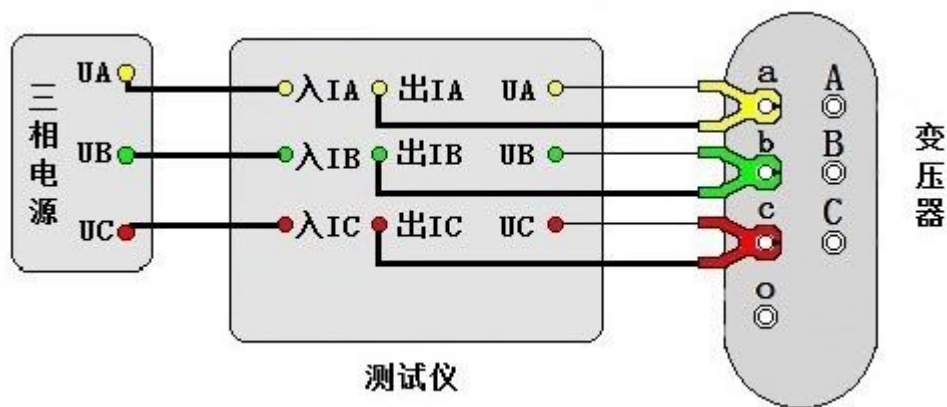 三相电源
UA
UB
UC
入IA 出IA UA
入IB 出IB UB
入IC 出IC UC
测试仪
a A
b B
c C
o
变压器